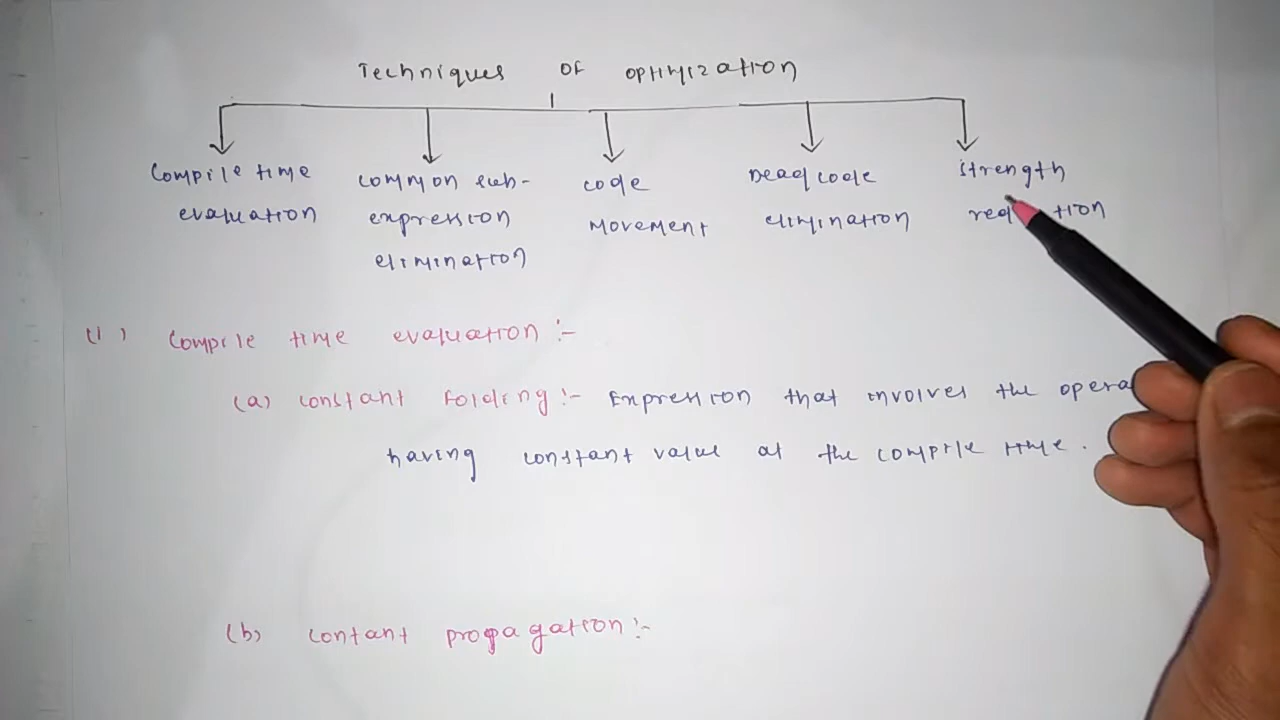 Techniques of optimization
Compile time evaluation
common sub-expression elimination
code movement
Dead code elimination
strength
(1) Compile time evaluation :-
(a) constant folding :- Expression that involves the
having constant value at the compile time .
(b) contant propagation :-